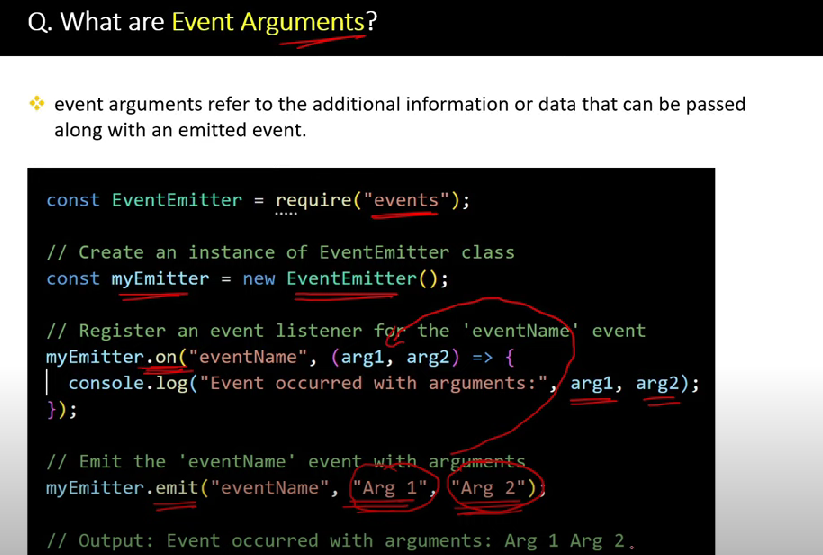 Q. What are Event Arguments?
❖ event arguments refer to the additional information or data that can be passed
along with an emitted event.
const EventEmitter = require("events");
// Create an instance of EventEmitter class
const myEmitter = new EventEmitter();
// Register an event listener for the 'eventName' event
myEmitter.on("eventName", (arg1, arg2) => {
console.log("Event occurred with arguments:", arg1, arg2);
});
// Emit the 'eventName' event with arguments
myEmitter.emit("eventName", "Arg 1", "Arg 2");
// Output: Event occurred with arguments: Arg 1 Arg 2.